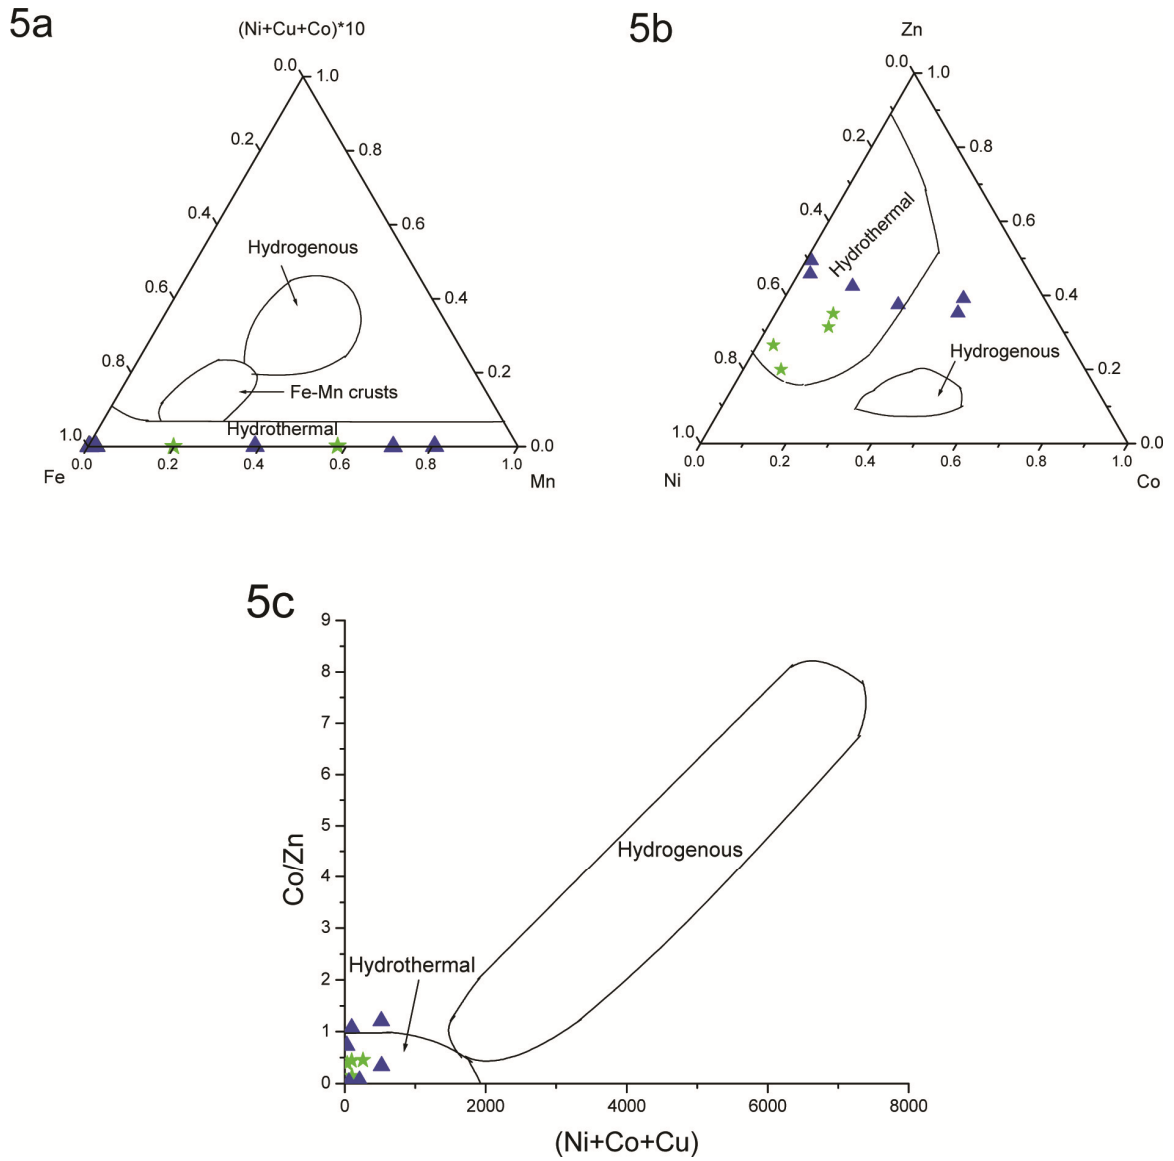 5a
(Ni+Cu+Co)*10
0.0
1.0
0.2
0.8
0.4
0.6
Hydrogenous
0.6
0.4
0.8
0.2
Fe-Mn crusts
Hydrothermal
1.0
0.0
0.0 0.2 0.4 0.6 0.8 1.0
Fe Mn
5b
Zn
0.0
1.0
0.2
0.8
0.4
0.6
Hydrothermal
0.6
0.4
0.8
0.2
Hydrogenous
1.0
0.0
0.0 0.2 0.4 0.6 0.8 1.0
Ni Co
5c
9
8
7
6
5
4
3
2
1
0
Co/Zn
Hydrogenous
Hydrothermal
0 2000 4000 6000 8000
(Ni+Co+Cu)